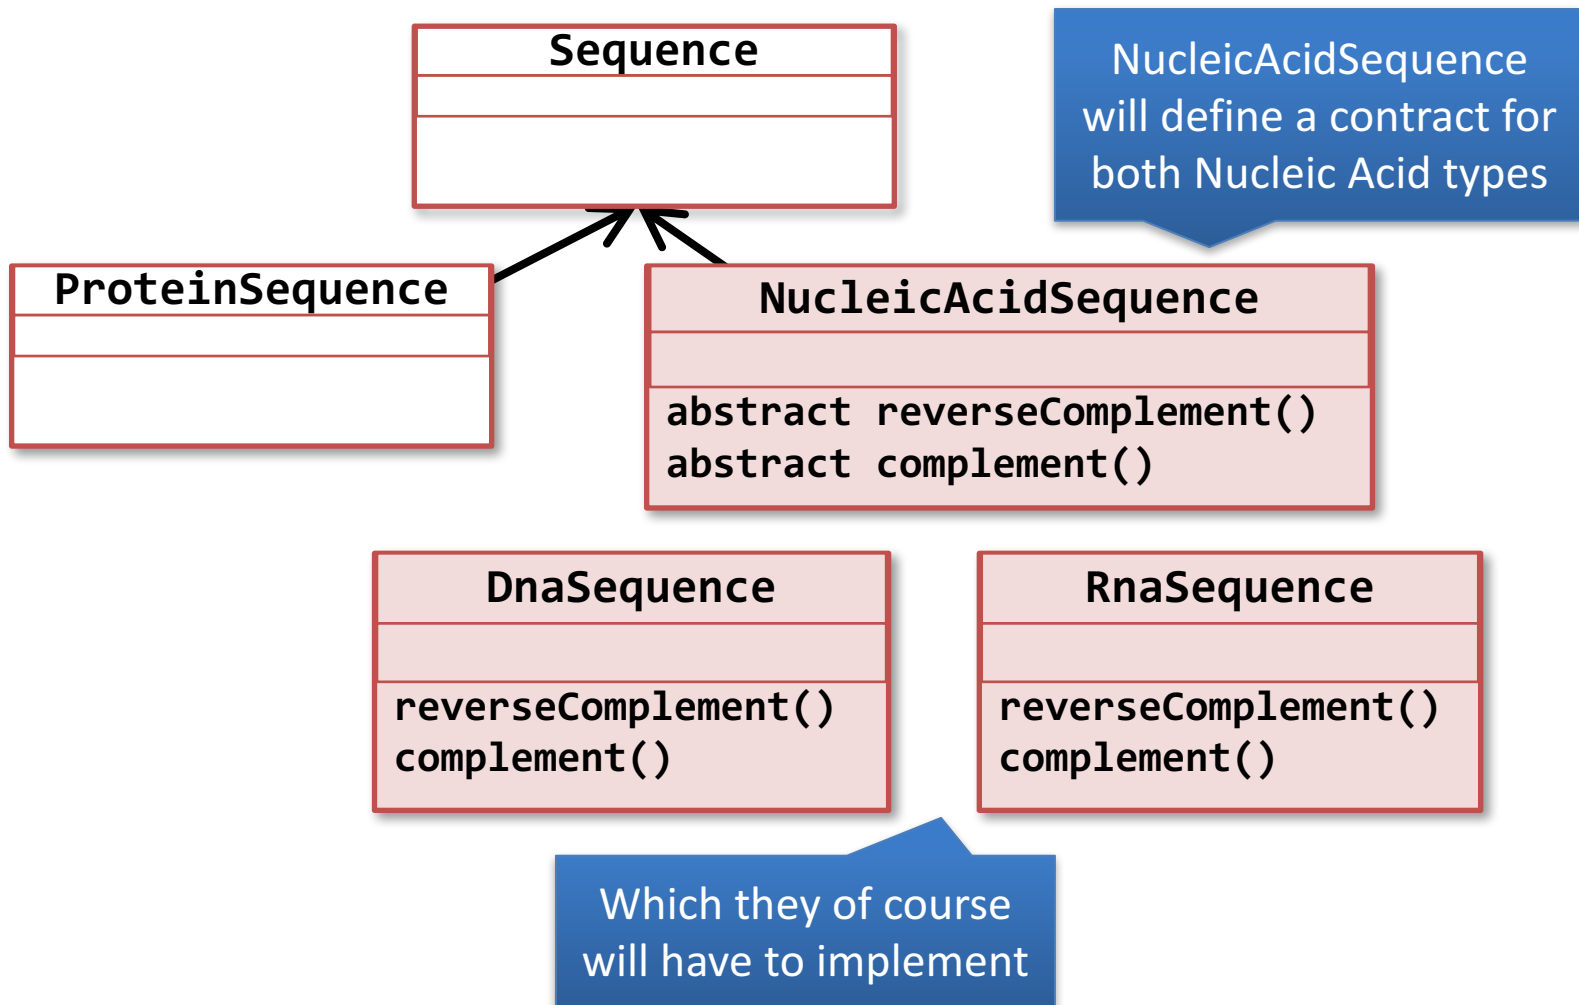 Sequence
NucleicAcidSequence
will define a contract for
both Nucleic Acid types
ProteinSequence
NucleicAcidSequence
abstract reverseComplement()
abstract complement()
DnaSequence
reverseComplement()
complement()
RnaSequence
reverseComplement()
complement()
Which they of course
will have to implement